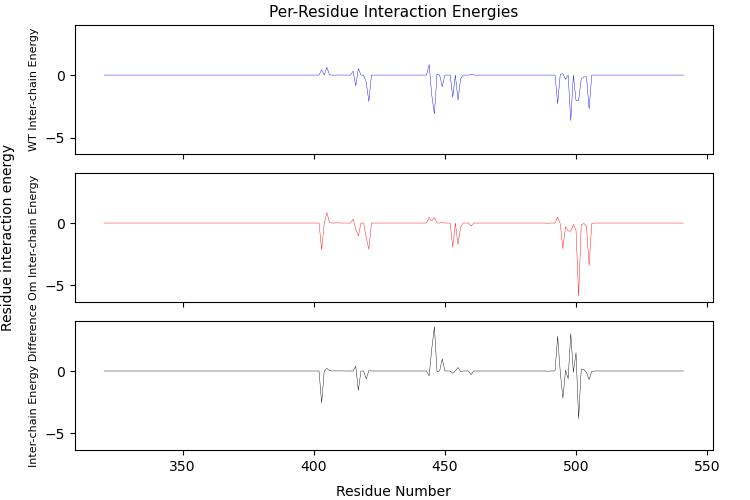 Per-Residue Interaction Energies
Residue interaction energy
WT Inter-chain Energy
0
−5
Om Inter-chain Energy
0
−5
Inter-chain Energy Difference
0
−5
350
400
450
500
550
Residue Number